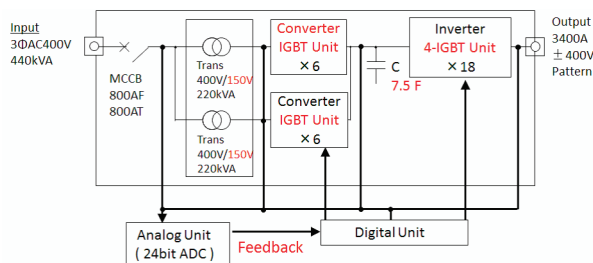 Input
3ΦAC400V
440kVA
MCCB
800AF
800AT
Trans
400V/150V
220kVA
Trans
400V/150V
220kVA
Converter
IGBT Unit
×6
Converter
IGBT Unit
×6
C
7.5 F
Inverter
4-IGBT Unit
×18
Output
3400A
±400V
Pattern
Analog Unit
( 24bit ADC )
Feedback
Digital Unit